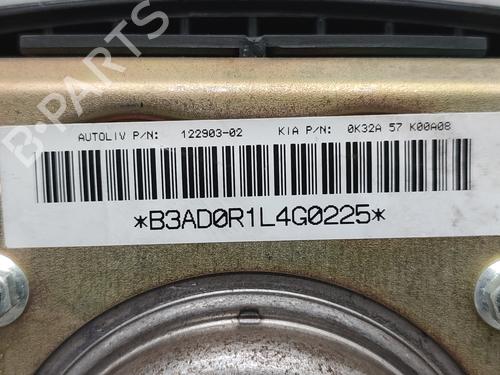 AUTOLIV P/N: 122903-02 KIA P/N: 0K32A 57 K00A08
*B3AD0R1L4G0225*
B-PARTS